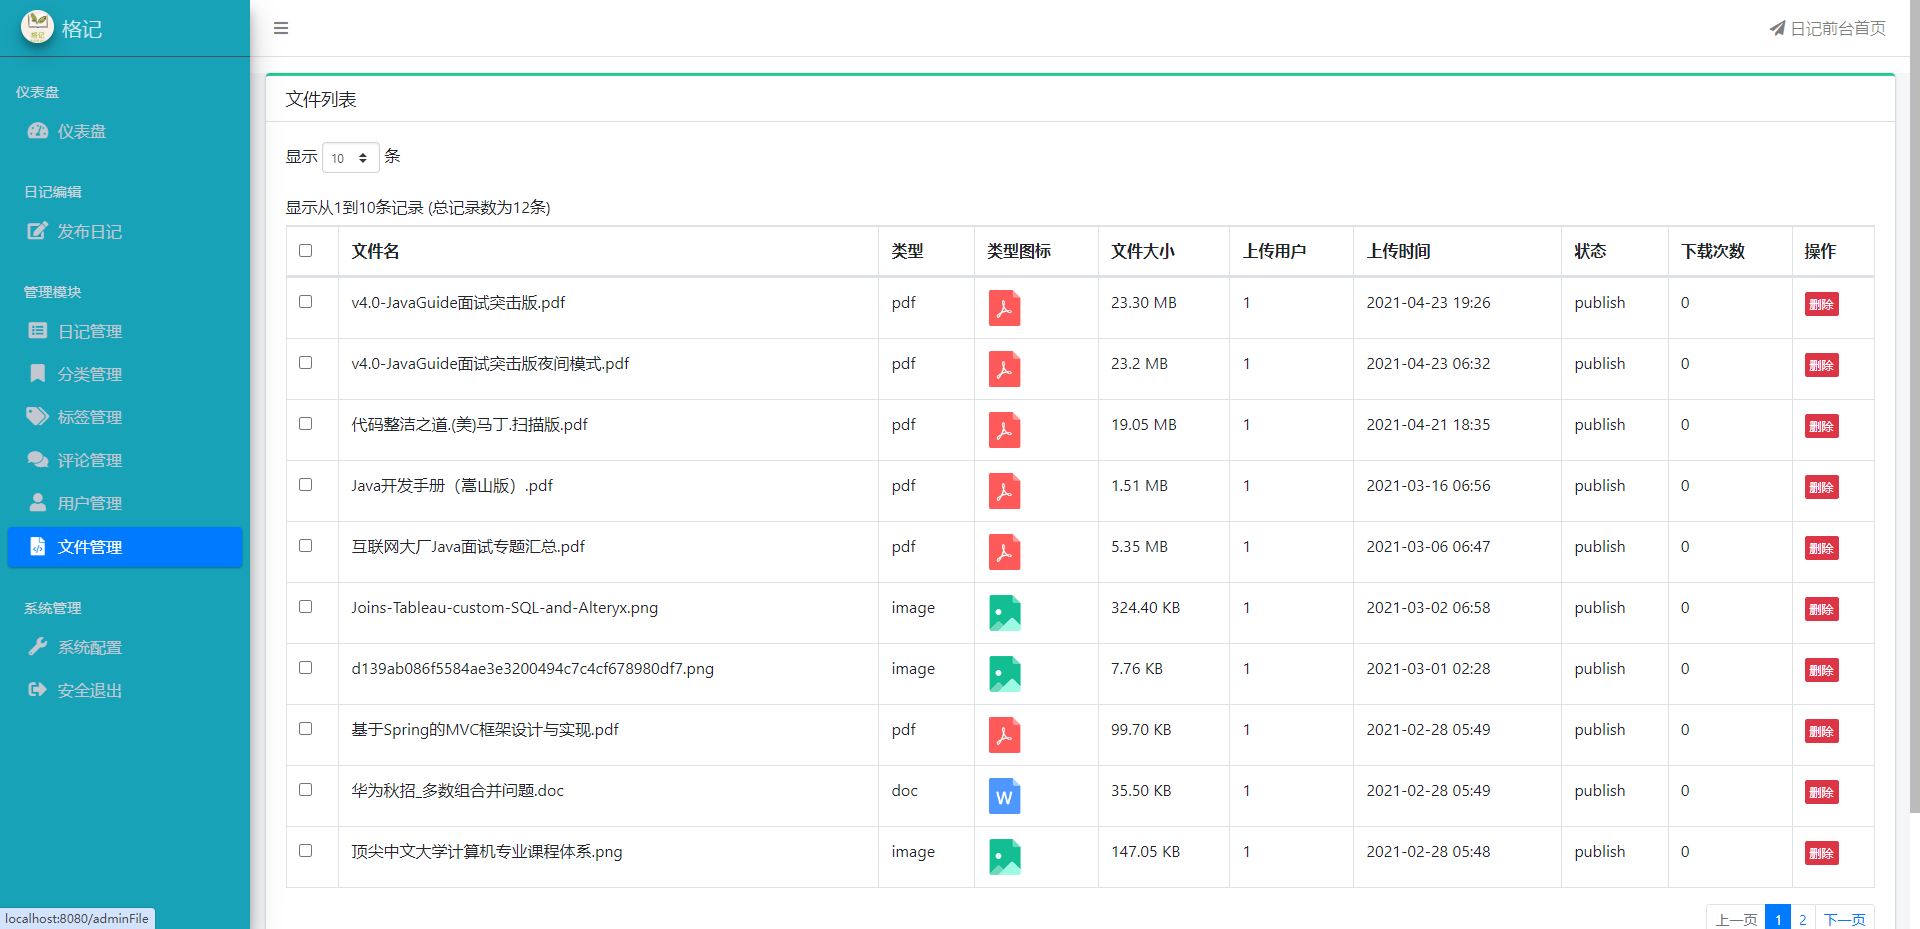 格记
日记前台首页
仪表盘
仪表盘
日记编辑
发布日记
管理模块
日记管理
分类管理
标签管理
评论管理
用户管理
文件管理
系统管理
系统配置
安全退出
localhost:8080/adminFile
文件列表
显示 10 条
显示从1到10条记录 (总记录数为12条)
文件名 类型 类型图标 文件大小 上传用户 上传时间 状态 下载次数 操作
v4.0-JavaGuide面试突击版.pdf pdf 23.30 MB 1 2021-04-23 19:26 publish 0 删除
v4.0-JavaGuide面试突击版夜间模式.pdf pdf 23.2 MB 1 2021-04-23 06:32 publish 0 删除
代码整洁之道.(美)马丁.扫描版.pdf pdf 19.05 MB 1 2021-04-21 18:35 publish 0 删除
Java开发手册（嵩山版）.pdf pdf 1.51 MB 1 2021-03-16 06:56 publish 0 删除
互联网大厂Java面试专题汇总.pdf pdf 5.35 MB 1 2021-03-06 06:47 publish 0 删除
Joins-Tableau-custom-SQL-and-Alteryx.png image 324.40 KB 1 2021-03-02 06:58 publish 0 删除
d139ab086f5584ae3e3200494c7c4cf678980df7.png image 7.76 KB 1 2021-03-01 02:28 publish 0 删除
基于Spring的MVC框架设计与实现.pdf pdf 99.70 KB 1 2021-02-28 05:49 publish 0 删除
华为秋招_多数组合并问题.doc doc W 35.50 KB 1 2021-02-28 05:49 publish 0 删除
顶尖中文大学计算机专业课程体系.png image 147.05 KB 1 2021-02-28 05:48 publish 0 删除
上一页 1 2 下一页